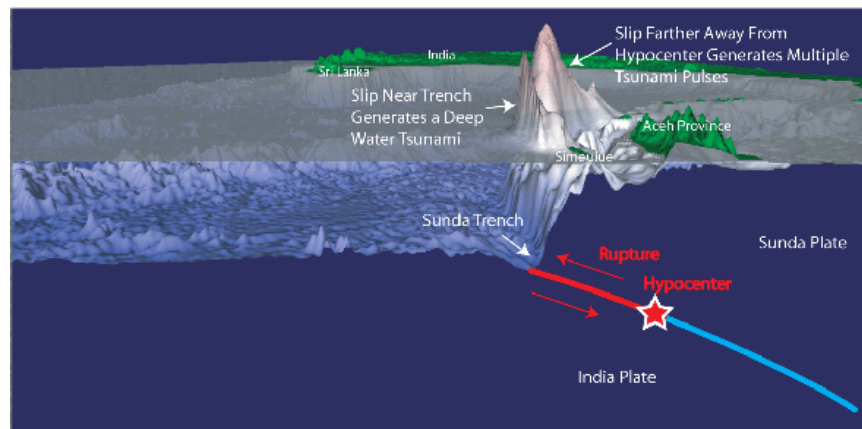 Slip Farther Away From
Hypocenter Generates Multiple
Tsunami Pulses
India
Sri Lanka
Slip Near Trench
Generates a Deep
Water Tsunami
Aceh Province
Simeulue
Sunda Trench
Sunda Plate
Rupture
Hypocenter
India Plate